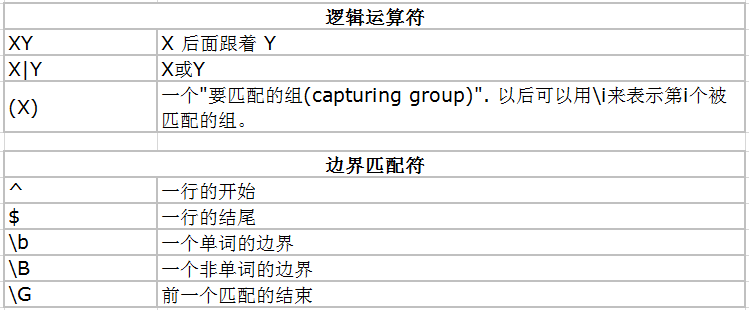 逻辑运算符
XY X 后面跟着 Y
X|Y X或Y
(X) 一个"要匹配的组(capturing group)". 以后可以用\i来表示第i个被
匹配的组。
边界匹配符
^ 一行的开始
$ 一行的结尾
\b 一个单词的边界
\B 一个非单词的边界
\G 前一个匹配的结束